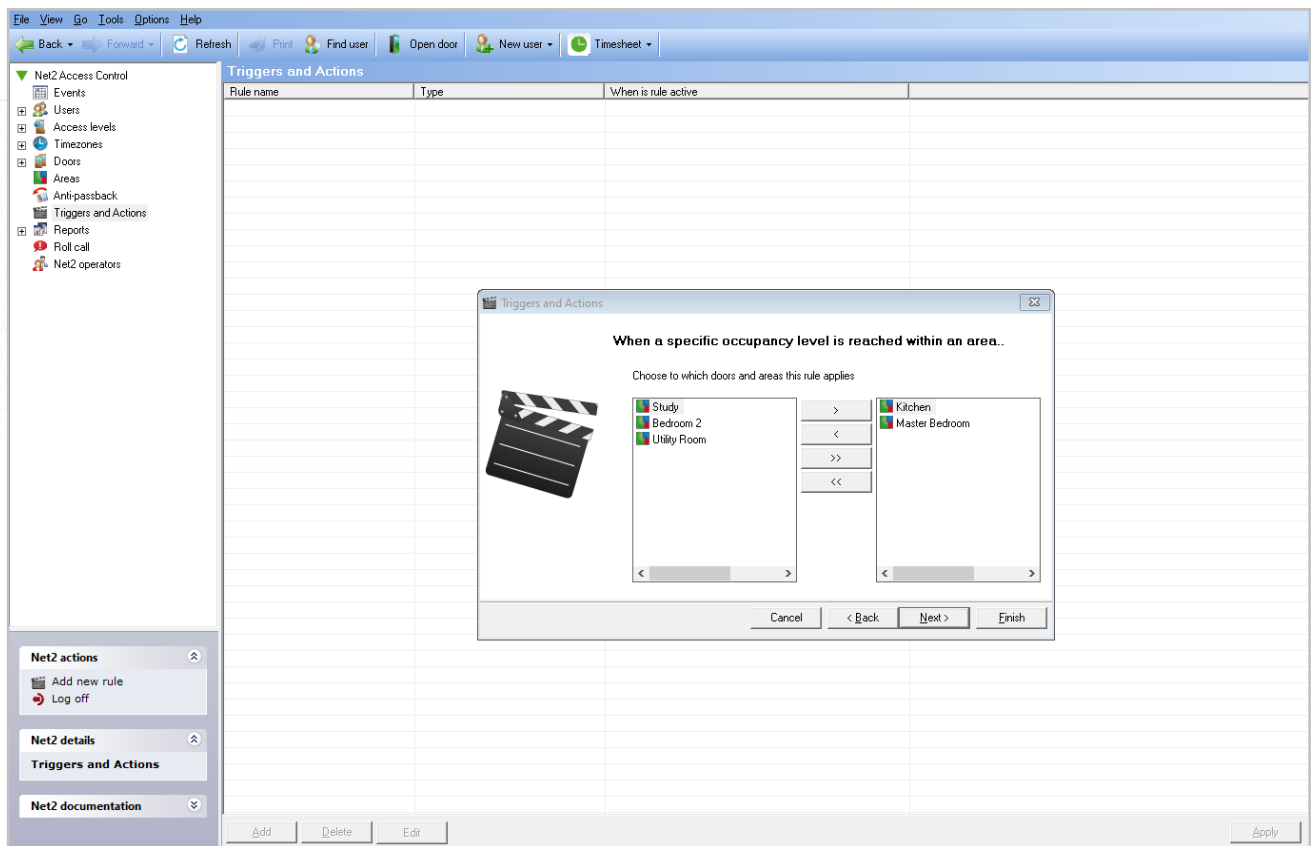 File View Go Tools Options Help
Back Forward Refresh Print Find user Open door New user Timesheet
Net2 Access Control
Events
Users
Access levels
Timezones
Doors
Areas
Anti-passback
Triggers and Actions
Reports
Roll call
Net2 operators
Triggers and Actions
Rule name Type When is rule active
Triggers and Actions
When a specific occupancy level is reached within an area..
Choose to which doors and areas this rule applies
Study
Bedroom 2
Utility Room
>
<
>>
<<
Kitchen
Master Bedroom
Cancel < Back Next > Finish
Net2 actions
Add new rule
Log off
Net2 details
Triggers and Actions
Net2 documentation
Add Delete Edit Apply